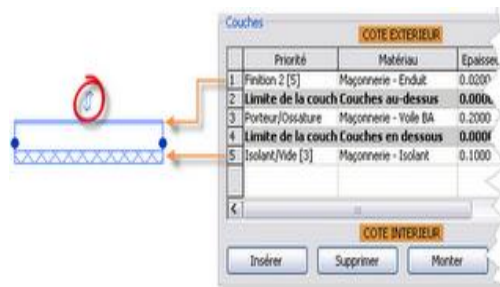 Couches
COTE EXTERIEUR
Priorité Matériau Epaisseu
1 Finition 2 [5] Maçonnerie - Enduit 0.0200
2 Limite de la couch Couches au-dessus 0.000
3 Porteur/Ossature Maçonnerie - Voile BA 0.2000
4 Limite de la couch Couches en dessous 0.000
5 Isolant/Vide [3] Maçonnerie - Isolant 0.1000
COTE INTERIEUR
Insérer Supprimer Monter